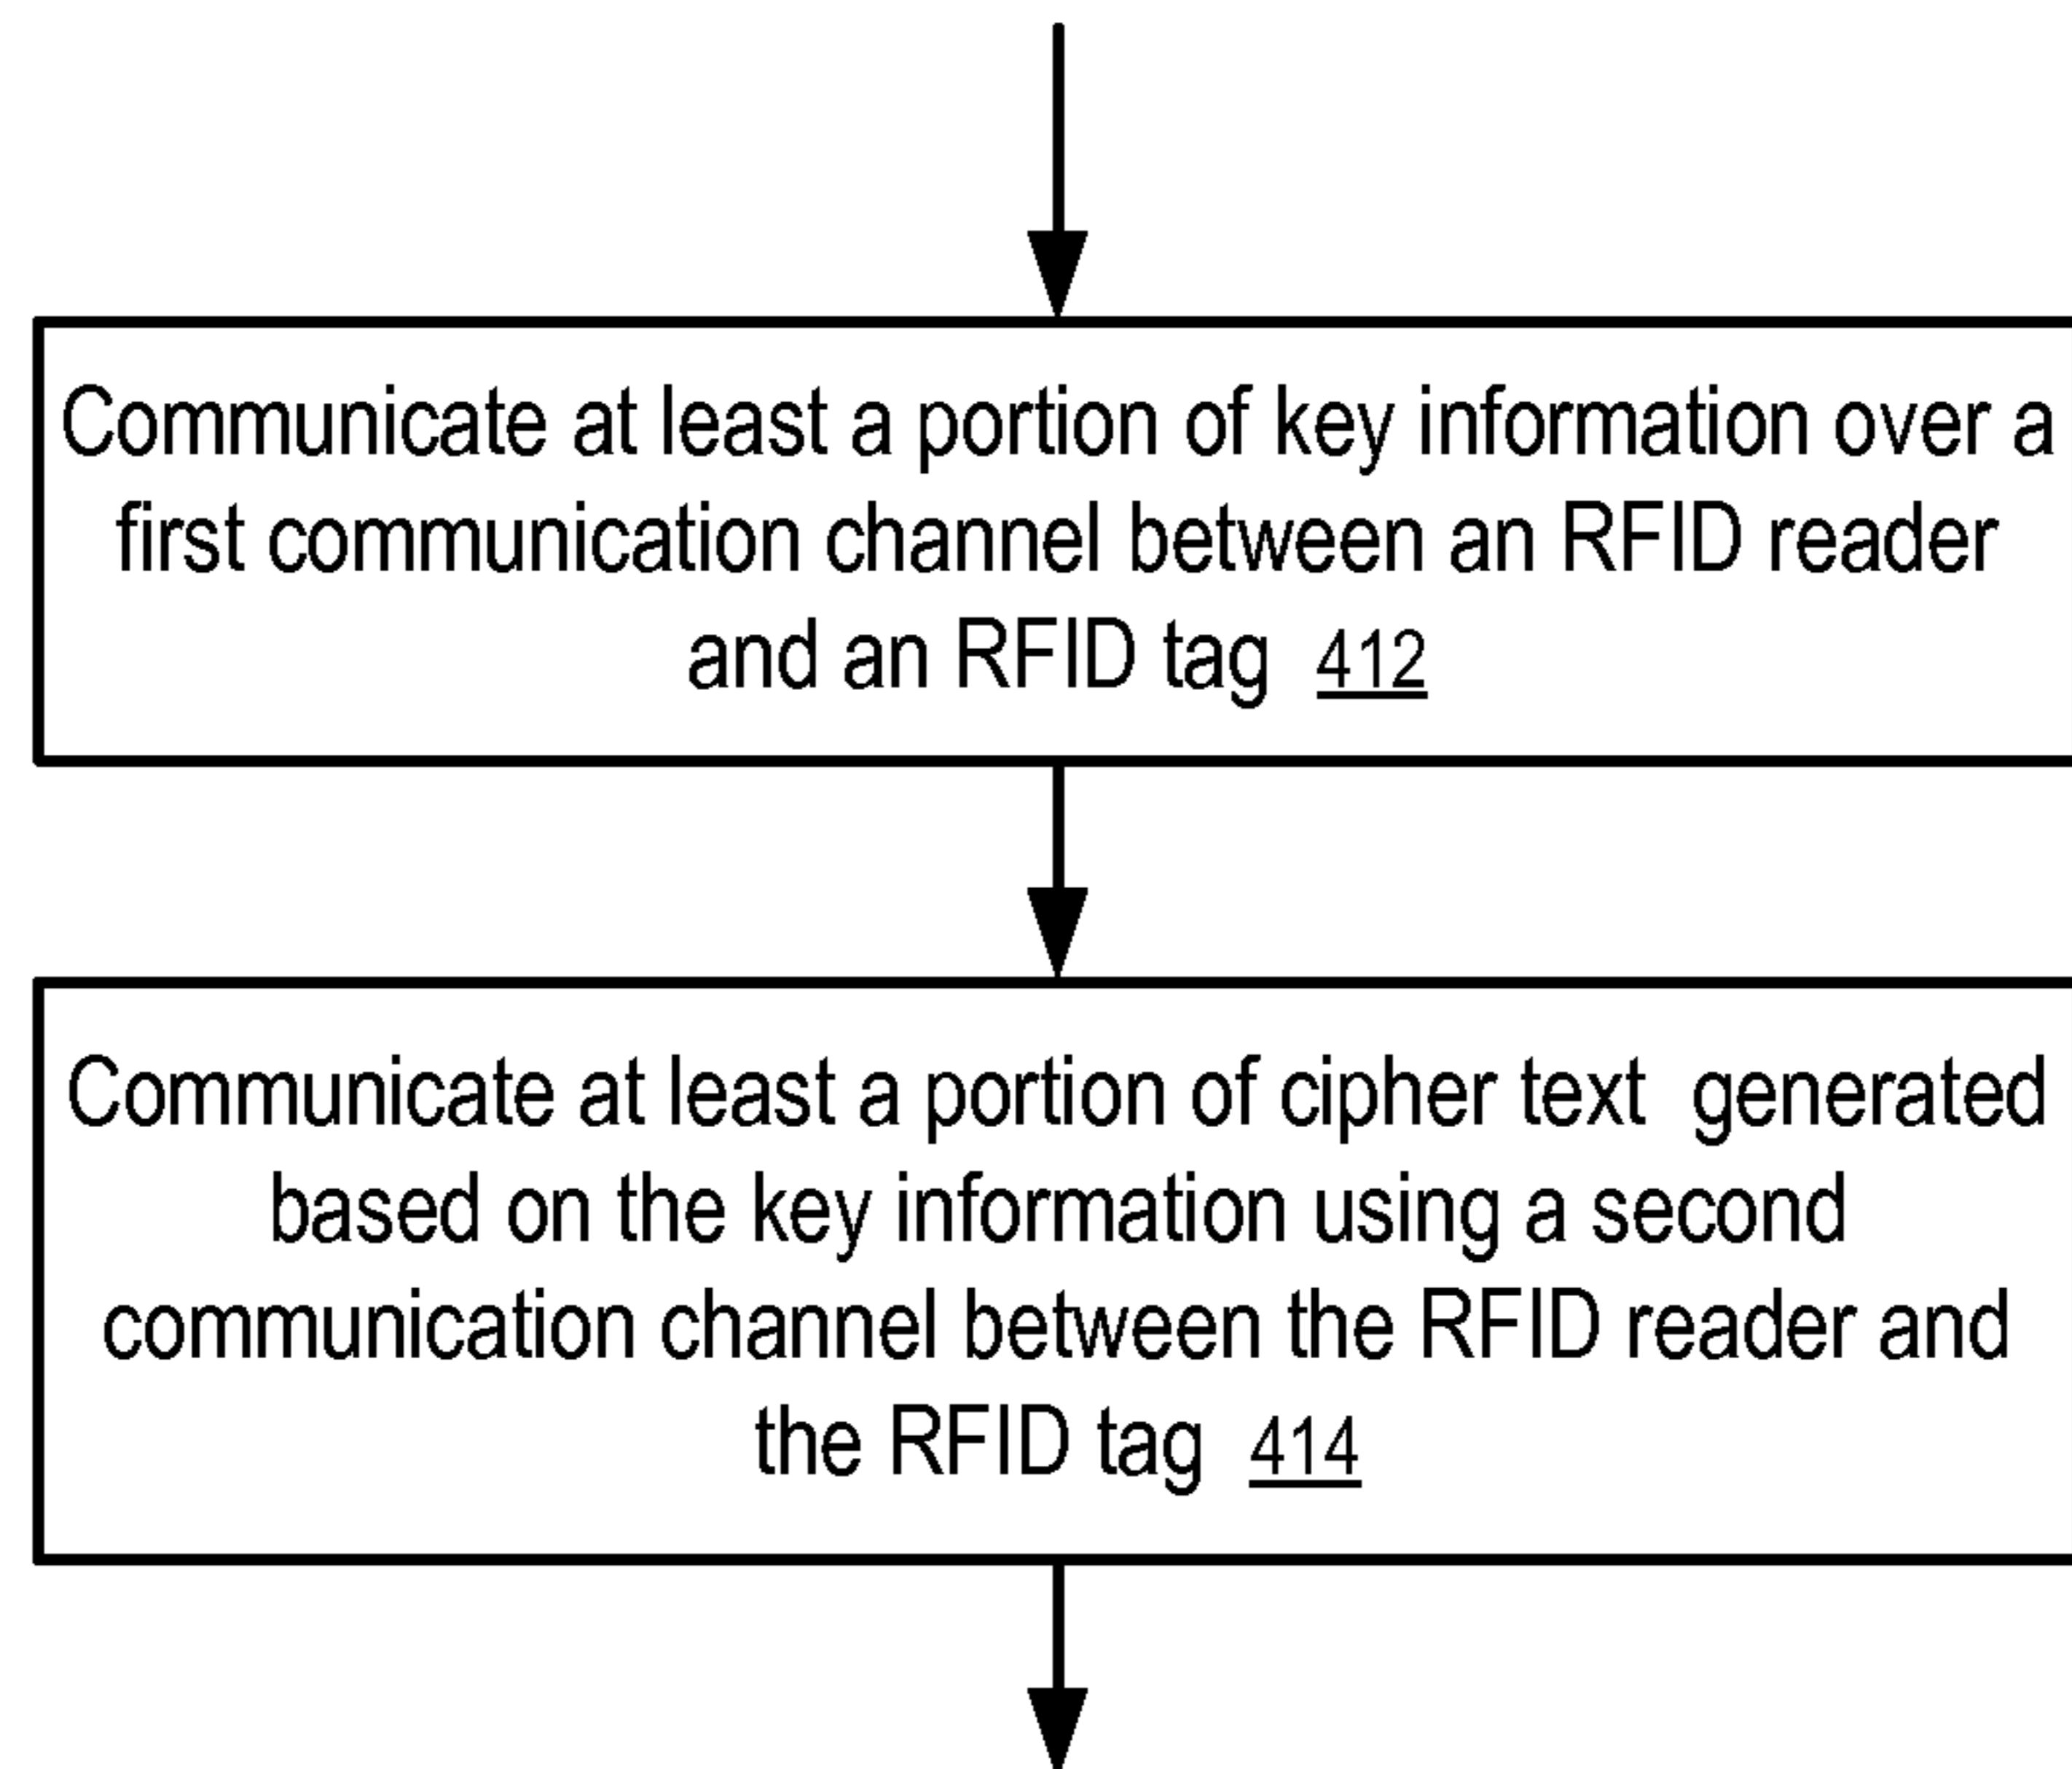 Communicate at least a portion of key information over a
first communication channel between an RFID reader
and an RFID tag 412
Communicate at least a portion of cipher text generated
based on the key information using a second
communication channel between the RFID reader and
the RFID tag 414